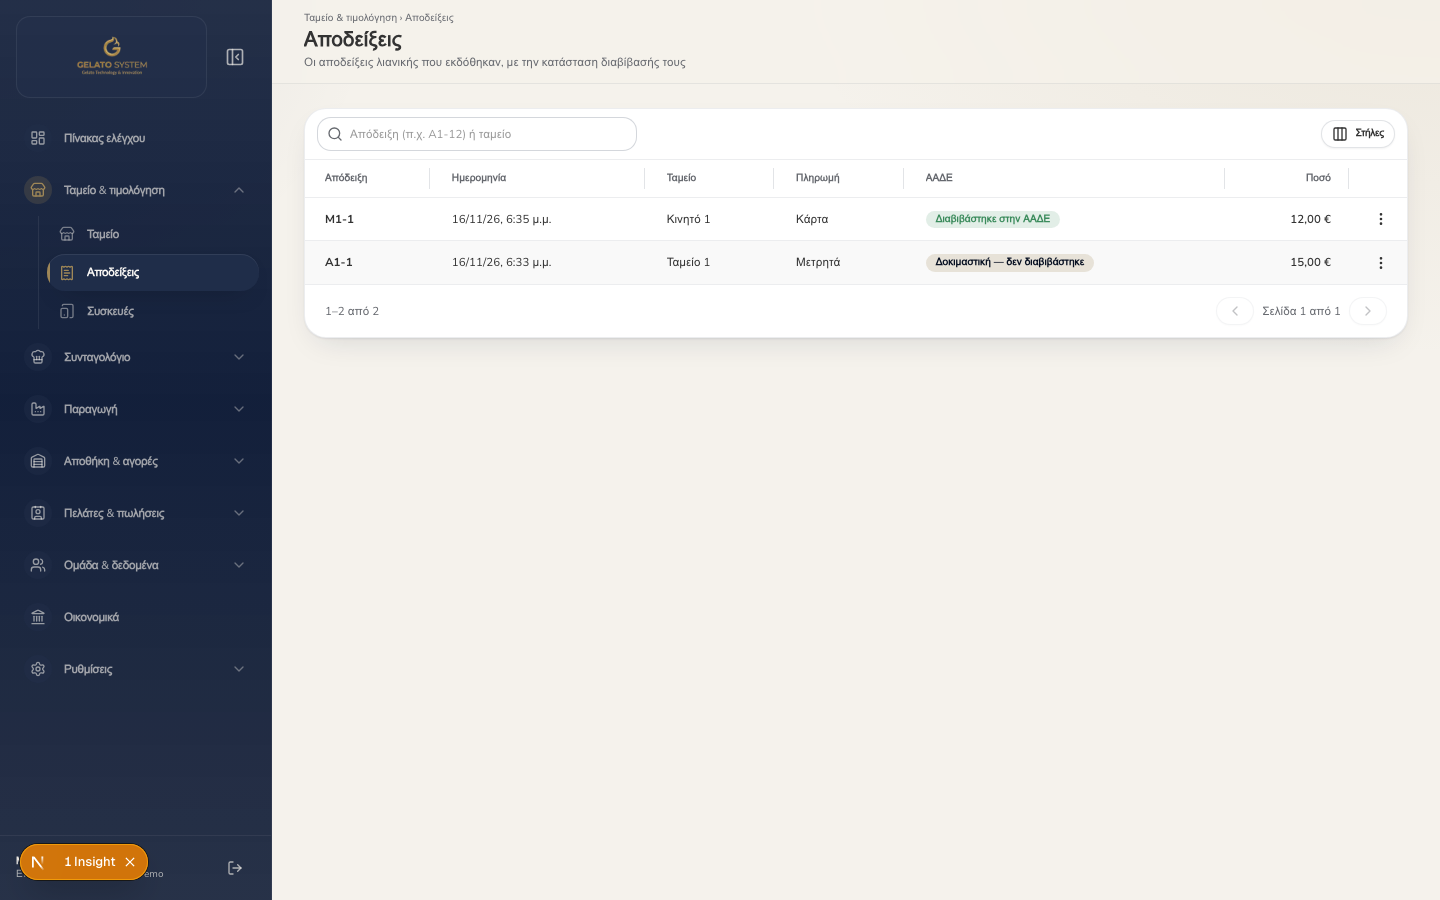 GELATO SYSTEM
Gelato Technology & Innovation
Πίνακας ελέγχου
Ταμείο & τιμολόγηση
Ταμείο
Αποδείξεις
Συσκευές
Συνταγολόγιο
Παραγωγή
Αποθήκη & αγορές
Πελάτες & πωλήσεις
Ομάδα & δεδομένα
Οικονομικά
Ρυθμίσεις
1 Insight
Ταμείο & τιμολόγηση › Αποδείξεις
Αποδείξεις
Οι αποδείξεις λιανικής που εκδόθηκαν, με την κατάσταση διαβίβασής τους
Απόδειξη (π.χ. Α1-12) ή ταμείο
Στήλες
Απόδειξη Ημερομηνία Ταμείο Πληρωμή ΑΑΔΕ Ποσό
M1-1 16/11/26, 6:35 μ.μ. Κινητό 1 Κάρτα Διαβιβάστηκε στην ΑΑΔΕ 12,00 €
A1-1 16/11/26, 6:33 μ.μ. Ταμείο 1 Μετρητά Δοκιμαστική — δεν διαβιβάστηκε 15,00 €
1–2 από 2 Σελίδα 1 από 1